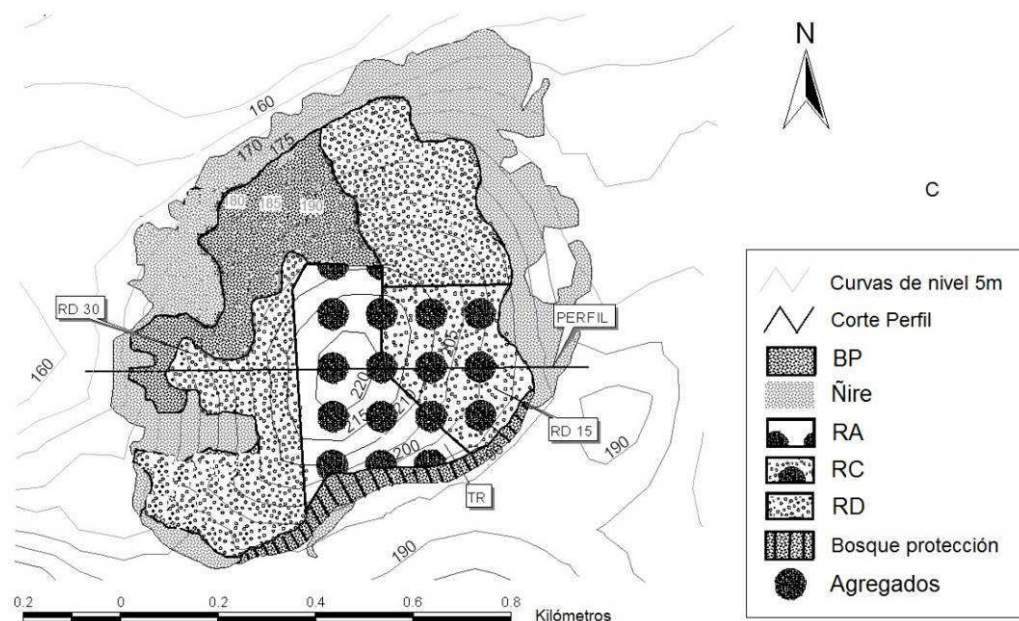 N
C
160
170
175
180
185
190
RD 30
PERFIL
205
160
220
215
21
190
RD 15
200
TR
190
Curvas de nivel 5m
Corte Perfil
BP
Ñire
RA
RC
RD
Bosque protección
Agregados
0.2 0 0.2 0.4 0.6 0.8 Kilómetros